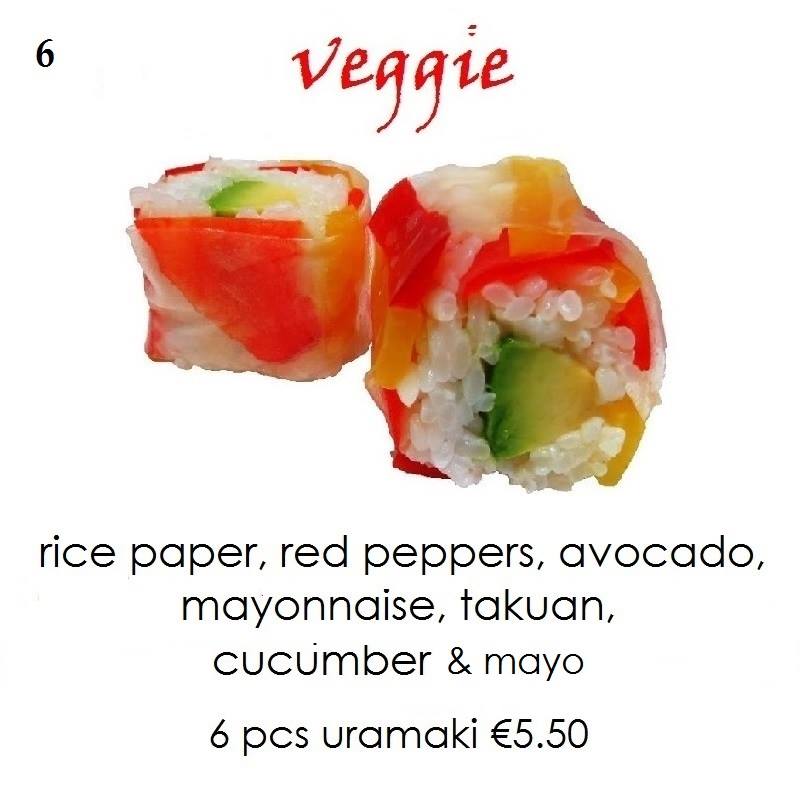 6
veggie
rice paper, red peppers, avocado,
mayonnaise, takuan,
cucumber & mayo
6 pcs uramaki €5.50